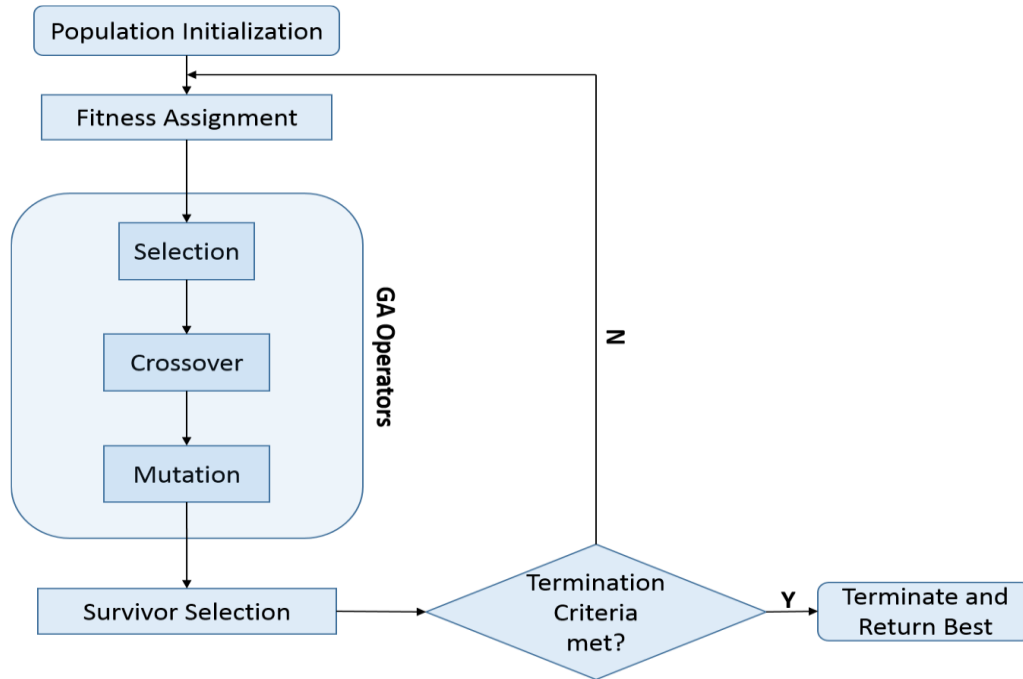 Population Initialization
Fitness Assignment
Selection
Crossover
Mutation
GA Operators
Survivor Selection
Termination
Criteria
met?
N
Y
Terminate and
Return Best